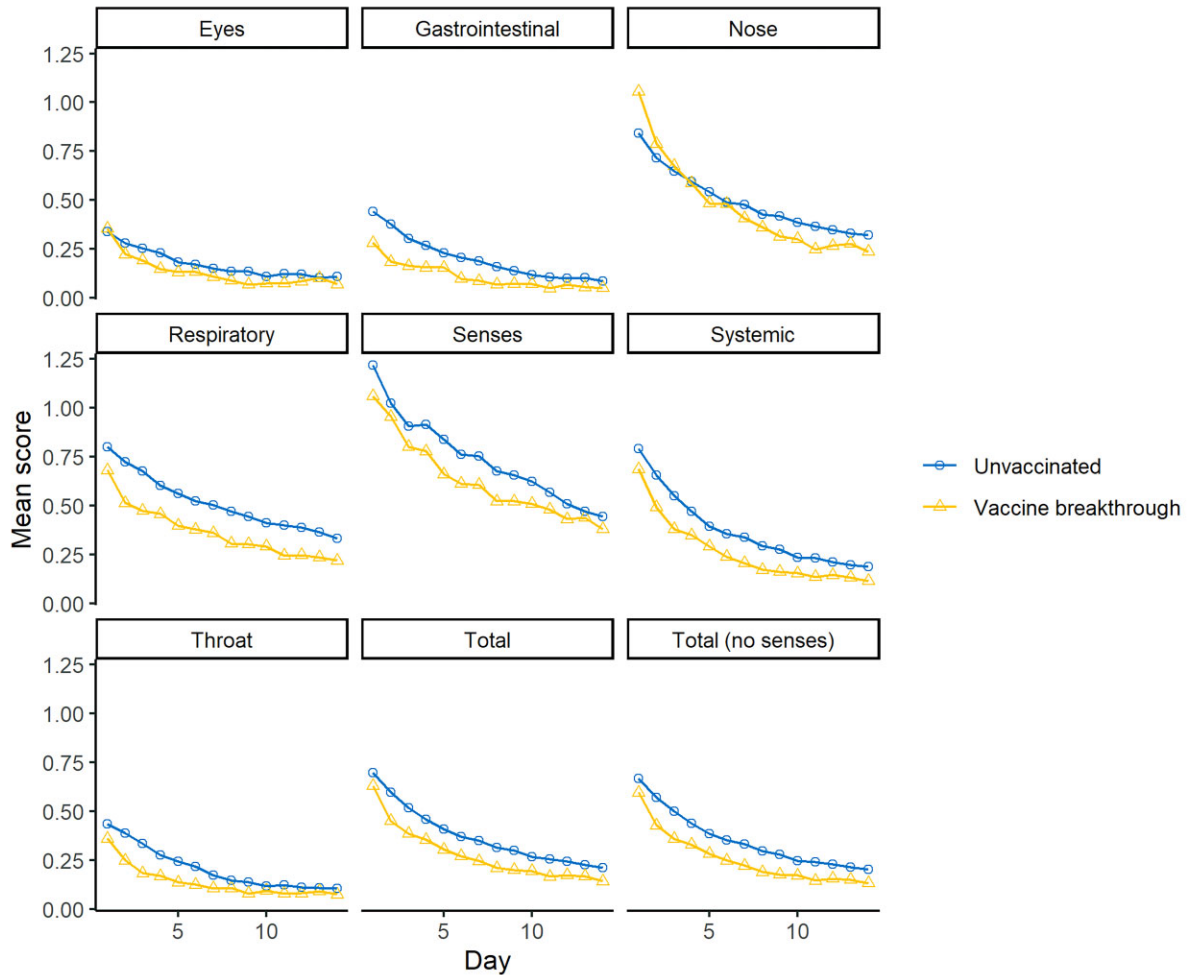 Eyes
Gastrointestinal
Nose
1.25
1.00
0.75
0.50
0.25
0.00
Respiratory
Senses
Systemic
1.25
1.00
0.75
0.50
0.25
0.00
Mean score
Unvaccinated
Vaccine breakthrough
Throat
Total
Total (no senses)
1.25
1.00
0.75
0.50
0.25
0.00
5 10
5 10
5 10
Day